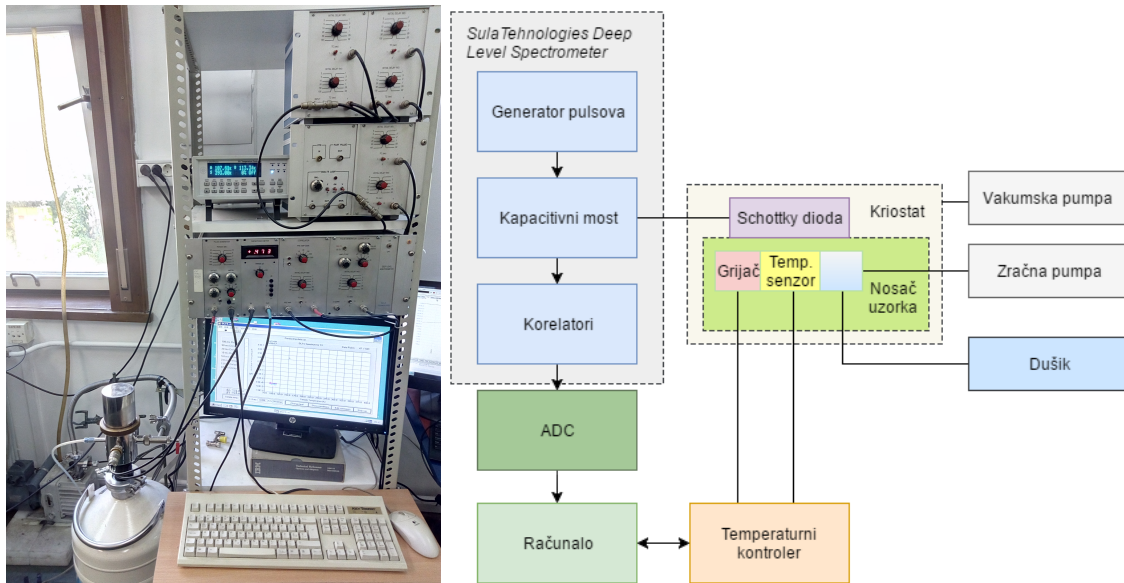 SulaTehnologies Deep
Level Spectrometer
Generator pulsova
Kapacitivni most
Korelatori
ADC
Računalo
Schottky dioda
Kriostat
Grijač
Temp.
senzor
Nosač
uzorka
Vakumska pumpa
Zračna pumpa
Dušik
Temperaturni
kontroler
IBM